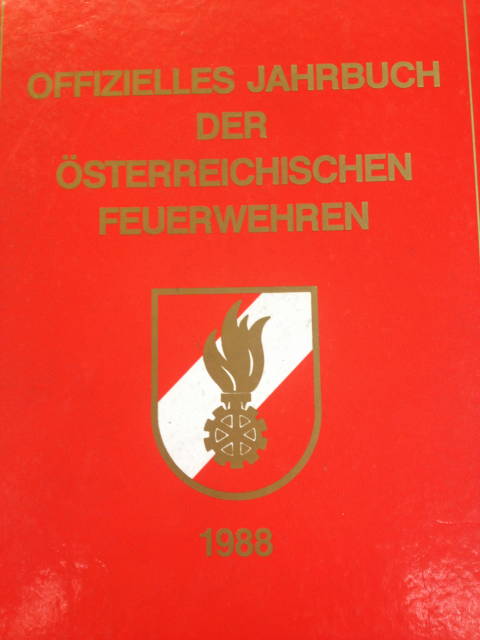 OFFIZIELLES JAHRBUCH
DER
ÖSTERREICHISCHEN
FEUERWEHREN
1988